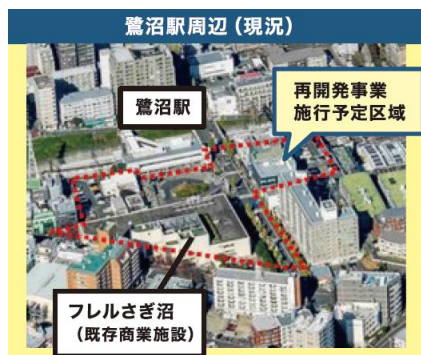 鷺沼駅周辺（現況）
鷺沼駅
再開発事業
施行予定区域
フレルさぎ沼
（既存商業施設）